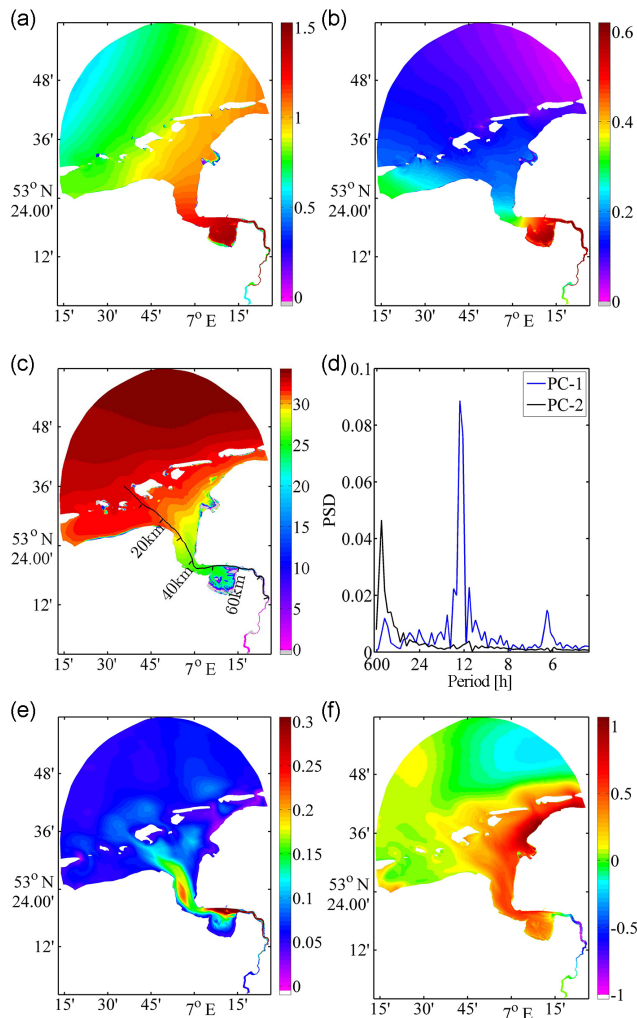 (a)
(b)
48'
36'
53° N
24.00'
12'
15' 30' 45' 7° E 15'
1.5
1
0.5
0
48'
36'
53° N
24.00'
12'
15' 30' 45' 7° E 15'
0.6
0.4
0.2
0
(c)
(d)
48'
36'
53° N
24.00'
12'
15' 30' 45' 7° E 15'
20km
40km
60km
30
25
20
15
10
5
0
PC-1
PC-2
PSD
0.1
0.08
0.06
0.04
0.02
0
600 24 12 8 6
Period [h]
(e)
(f)
48'
36'
53° N
24.00'
12'
15' 30' 45' 7° E 15'
0.3
0.25
0.20
0.15
0.10
0.05
0
48'
36'
53° N
24.00'
12'
15' 30' 45' 7° E 15'
1
0.5
0
-0.5
-1